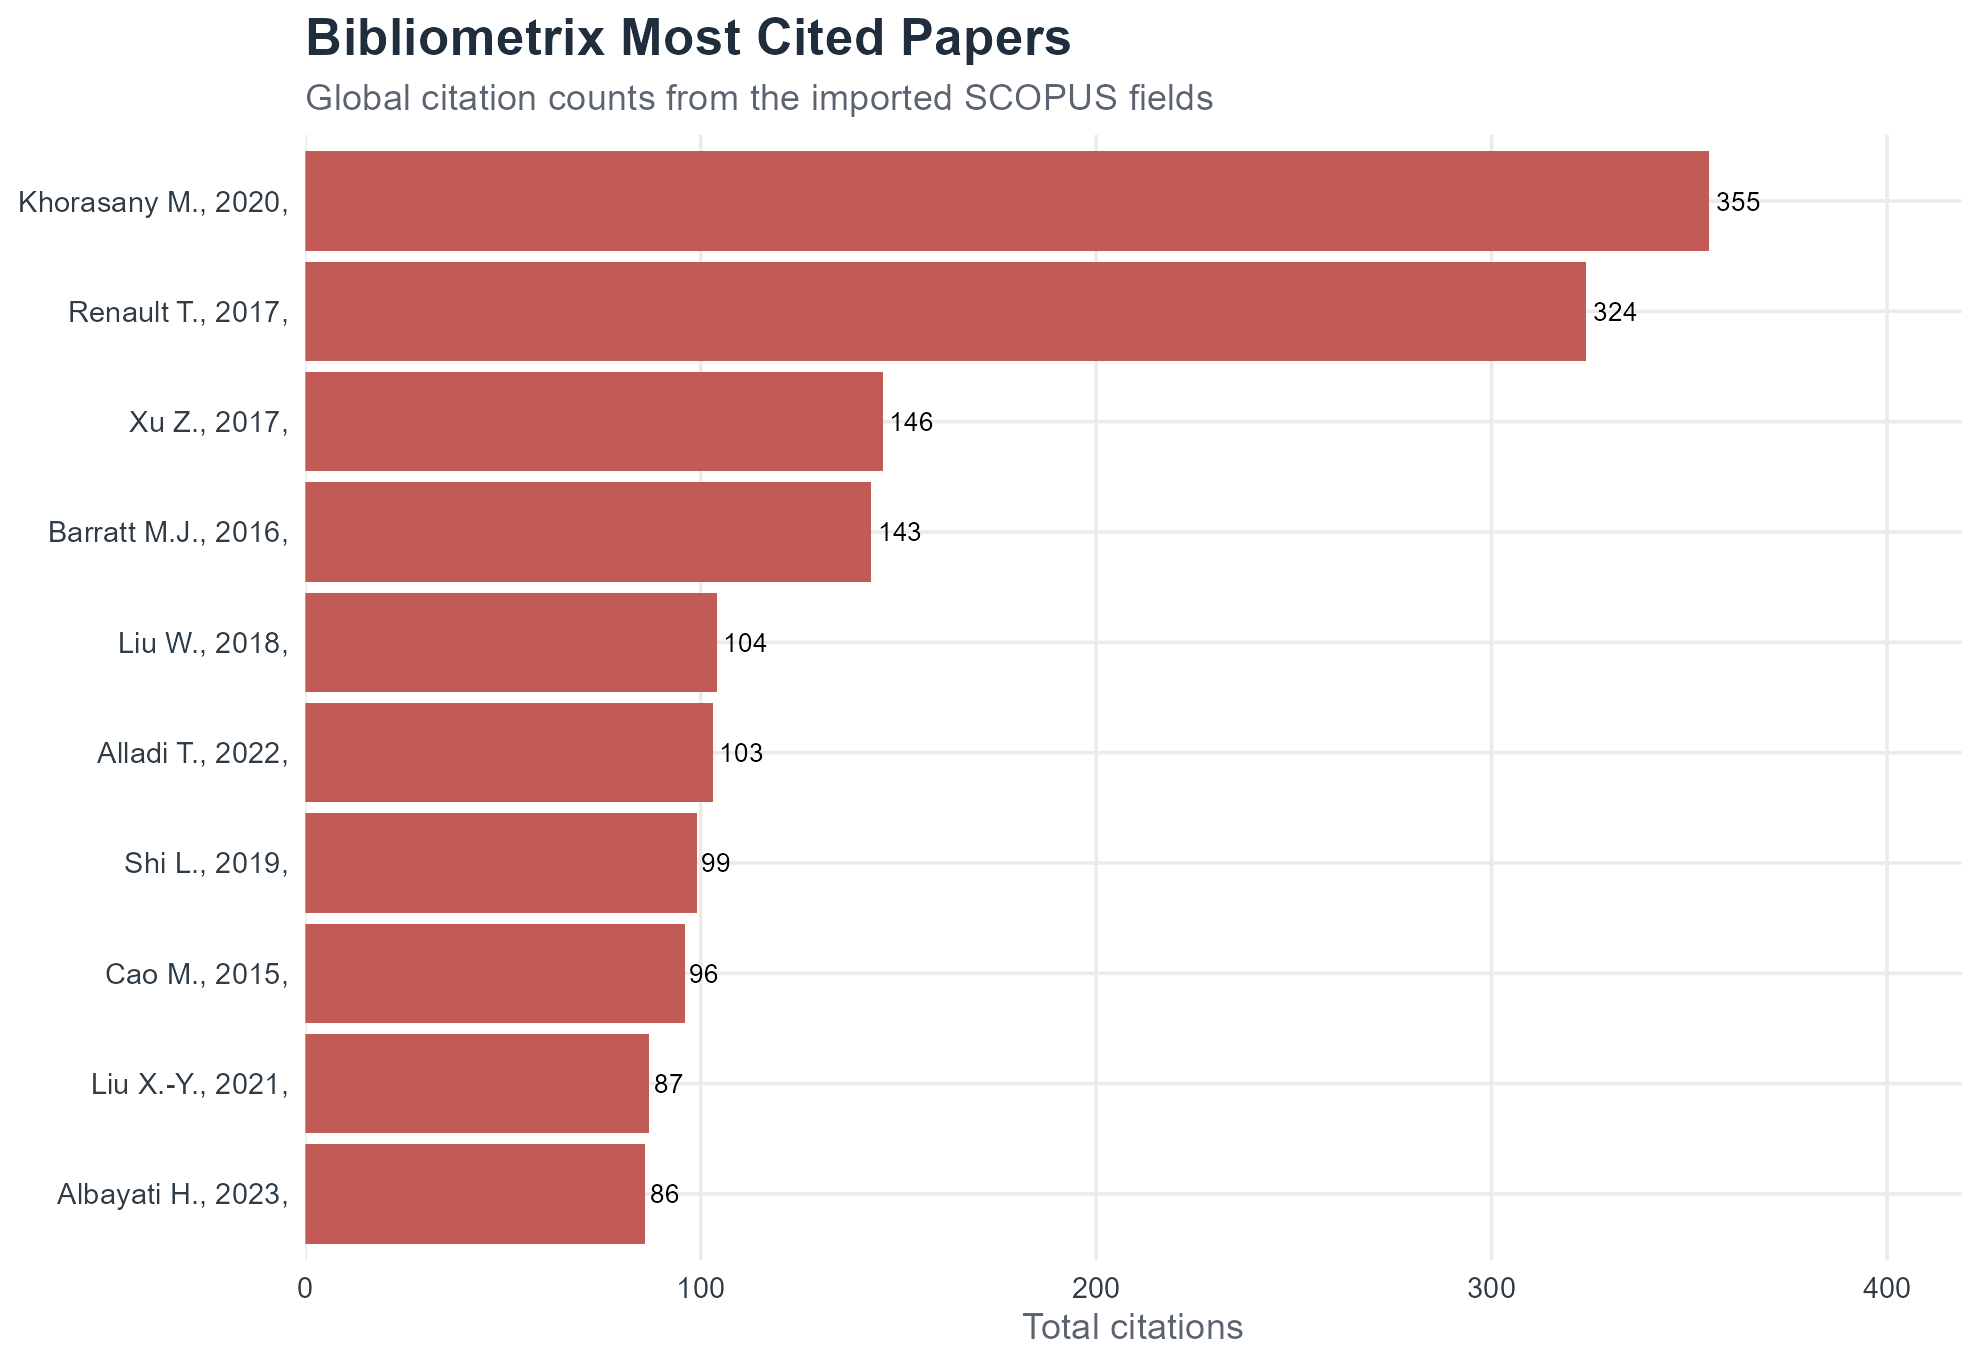 Bibliometrix Most Cited Papers
Global citation counts from the imported SCOPUS fields
Khorasany M., 2020, 355
Renault T., 2017, 324
Xu Z., 2017, 146
Barratt M.J., 2016, 143
Liu W., 2018, 104
Alladi T., 2022, 103
Shi L., 2019, 99
Cao M., 2015, 96
Liu X.-Y., 2021, 87
Albayati H., 2023, 86
0 100 200 300 400
Total citations